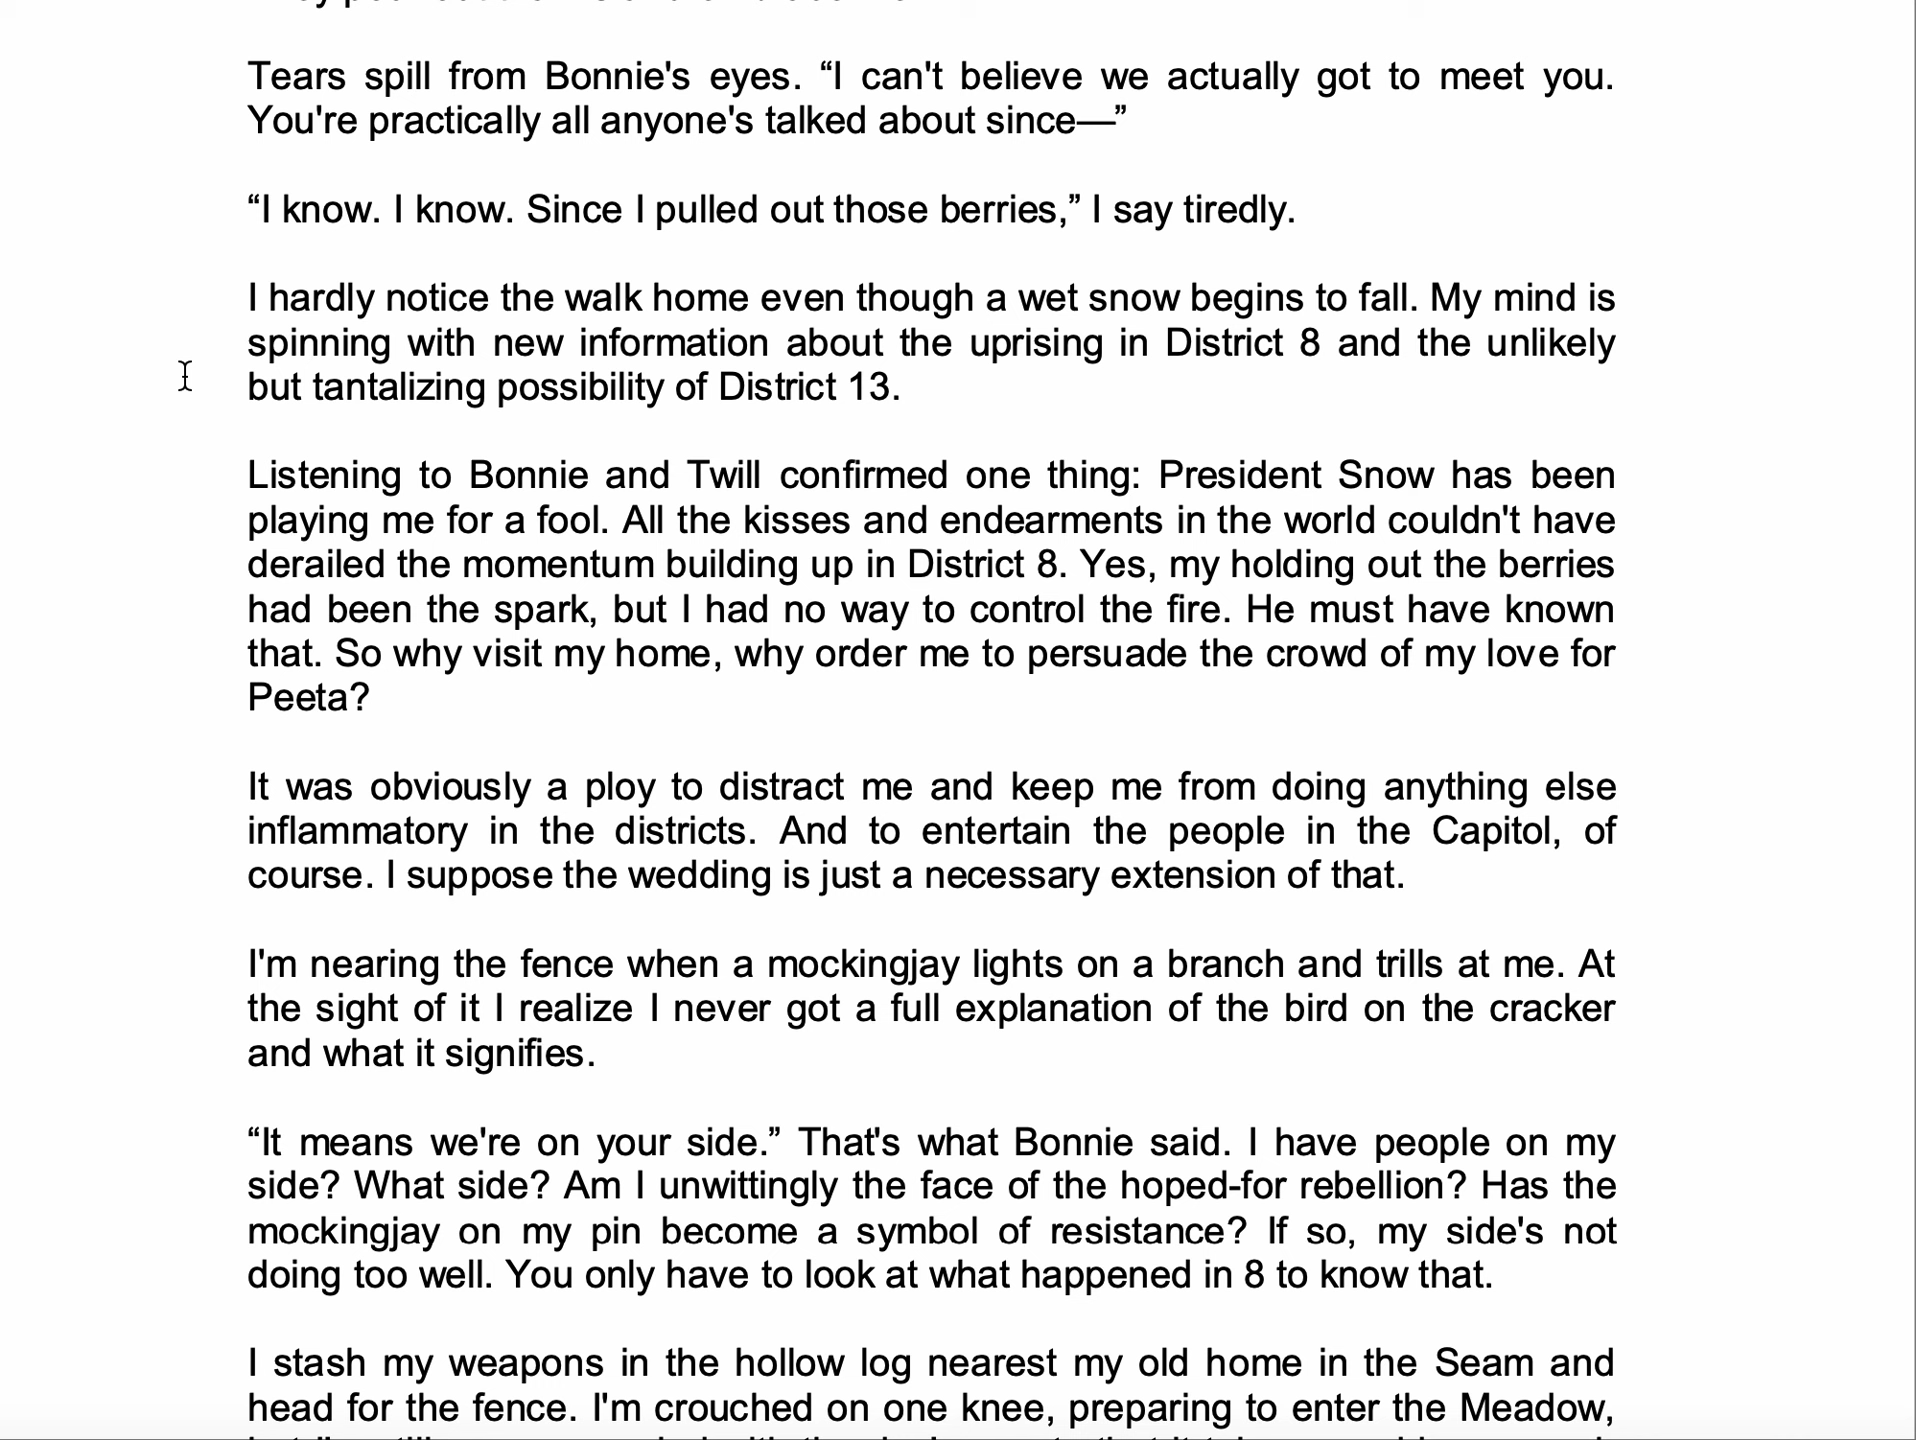 Tears spill from Bonnie's eyes. “I can't believe we actually got to meet you.
You're practically all anyone's talked about since—”
“I know. I know. Since I pulled out those berries,” I say tiredly.
I hardly notice the walk home even though a wet snow begins to fall. My mind is
spinning with new information about the uprising in District 8 and the unlikely
but tantalizing possibility of District 13.
Listening to Bonnie and Twill confirmed one thing: President Snow has been
playing me for a fool. All the kisses and endearments in the world couldn't have
derailed the momentum building up in District 8. Yes, my holding out the berries
had been the spark, but I had no way to control the fire. He must have known
that. So why visit my home, why order me to persuade the crowd of my love for
Peeta?
It was obviously a ploy to distract me and keep me from doing anything else
inflammatory in the districts. And to entertain the people in the Capitol, of
course. I suppose the wedding is just a necessary extension of that.
I'm nearing the fence when a mockingjay lights on a branch and trills at me. At
the sight of it I realize I never got a full explanation of the bird on the cracker
and what it signifies.
“It means we're on your side.” That's what Bonnie said. I have people on my
side? What side? Am I unwittingly the face of the hoped-for rebellion? Has the
mockingjay on my pin become a symbol of resistance? If so, my side's not
doing too well. You only have to look at what happened in 8 to know that.
I stash my weapons in the hollow log nearest my old home in the Seam and
head for the fence. I'm crouched on one knee, preparing to enter the Meadow,